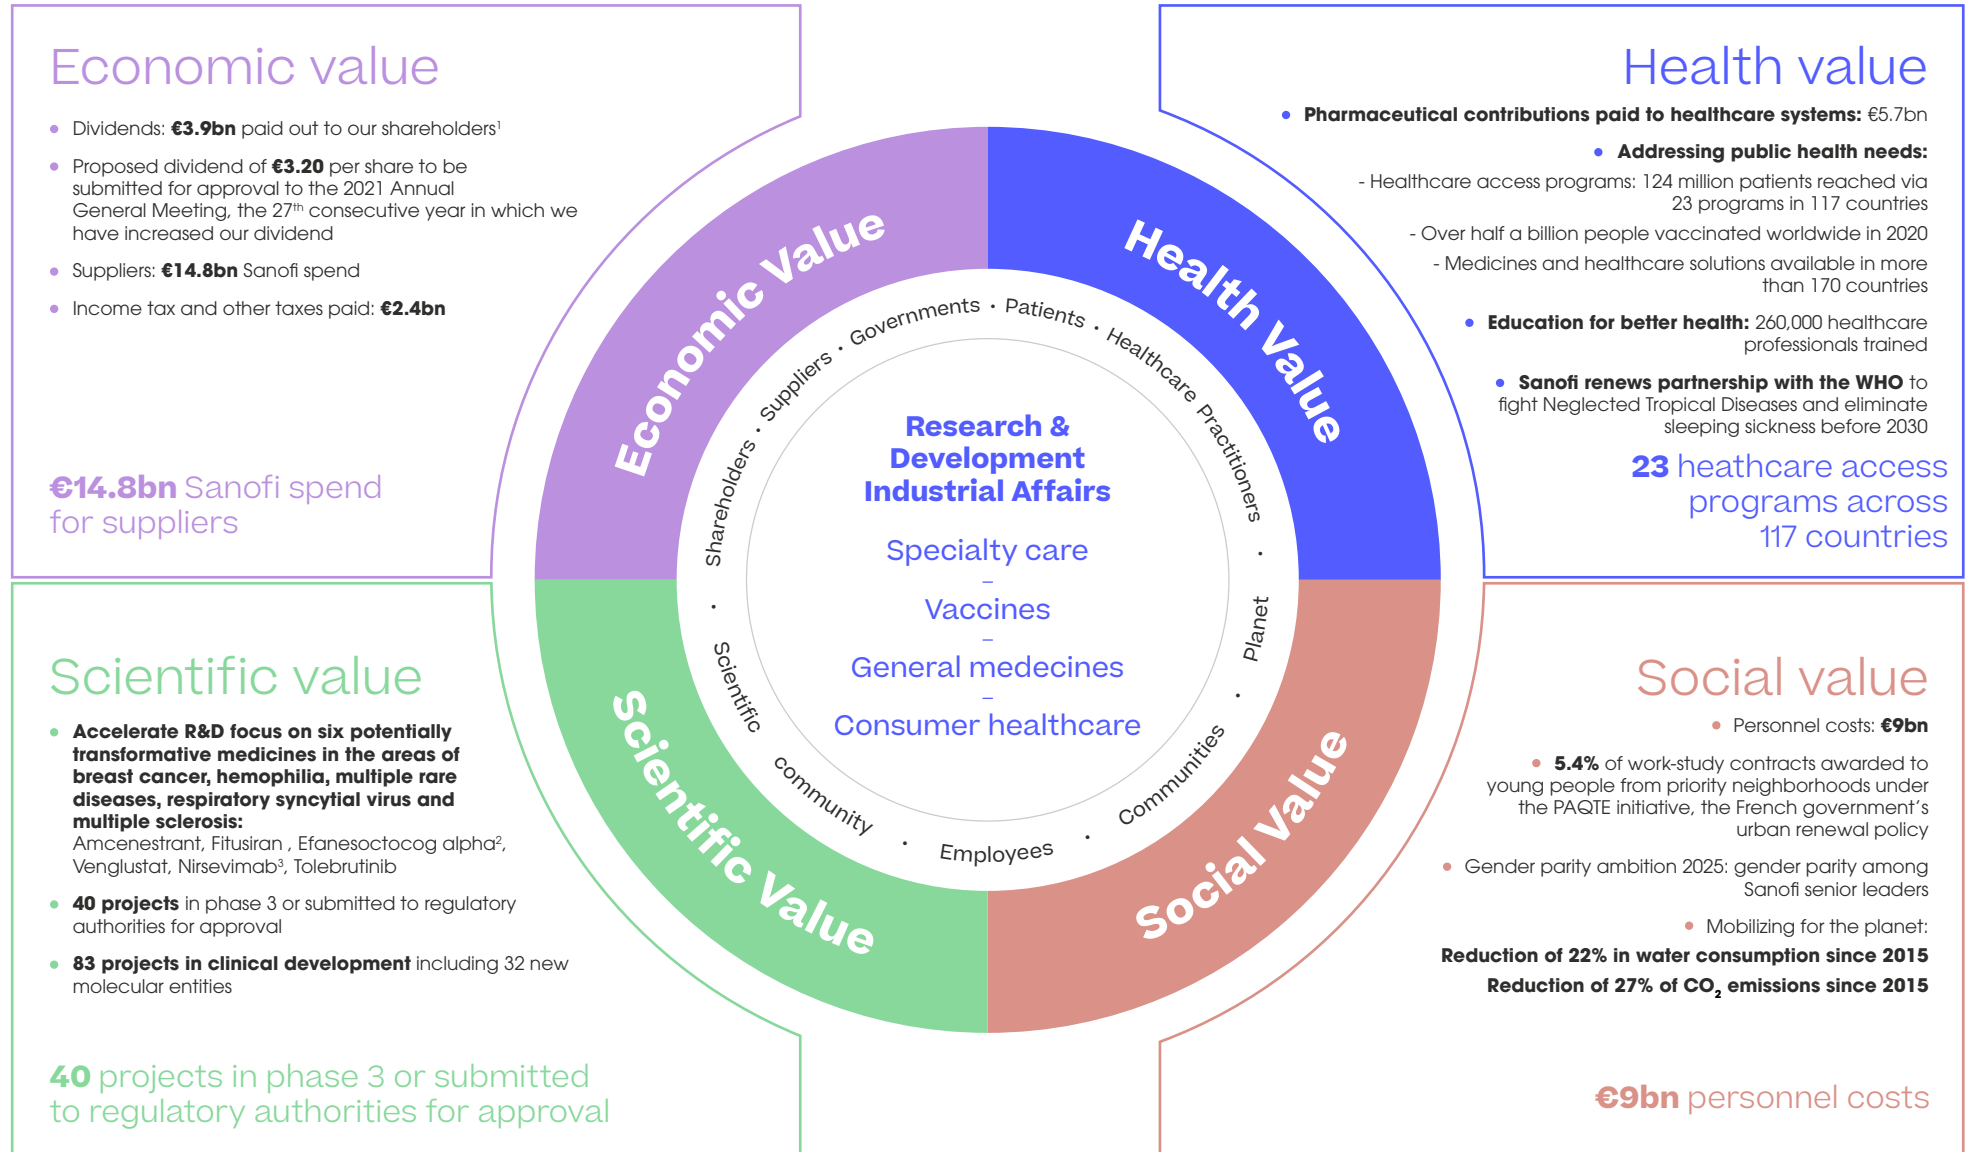 Economic value
• Dividends: €3.9bn paid out to our shareholders¹
• Proposed dividend of €3.20 per share to be
submitted for approval to the 2021 Annual
General Meeting, the 27th consecutive year in which we
have increased our dividend
• Suppliers: €14.8bn Sanofi spend
• Income tax and other taxes paid: €2.4bn
€14.8bn Sanofi spend
for suppliers
Health value
• Pharmaceutical contributions paid to healthcare systems: €5.7bn
• Addressing public health needs:
- Healthcare access programs: 124 million patients reached via
23 programs in 117 countries
- Over half a billion people vaccinated worldwide in 2020
- Medicines and healthcare solutions available in more
than 170 countries
• Education for better health: 260,000 healthcare
professionals trained
• Sanofi renews partnership with the WHO to
fight Neglected Tropical Diseases and eliminate
sleeping sickness before 2030
23 heathcare access
programs across
117 countries
Economic Value
Health Value
Social Value
Scientific Value
Shareholders • Suppliers • Governments • Patients • Healthcare Practitioners • Planet • Communities • Employees • Scientific community •
Research &
Development
Industrial Affairs
Specialty care
–
Vaccines
–
General medecines
–
Consumer healthcare
Scientific value
• Accelerate R&D focus on six potentially
transformative medicines in the areas of
breast cancer, hemophilia, multiple rare
diseases, respiratory syncytial virus and
multiple sclerosis:
Amcenestrant, Fitusiran , Efanesoctocog alpha²,
Venglustat, Nirsevimab³, Tolebrutinib
• 40 projects in phase 3 or submitted to regulatory
authorities for approval
• 83 projects in clinical development including 32 new
molecular entities
40 projects in phase 3 or submitted
to regulatory authorities for approval
Social value
• Personnel costs: €9bn
• 5.4% of work-study contracts awarded to
young people from priority neighborhoods under
the PAQTE initiative, the French government's
urban renewal policy
• Gender parity ambition 2025: gender parity among
Sanofi senior leaders
• Mobilizing for the planet:
Reduction of 22% in water consumption since 2015
Reduction of 27% of CO₂ emissions since 2015
€9bn personnel costs